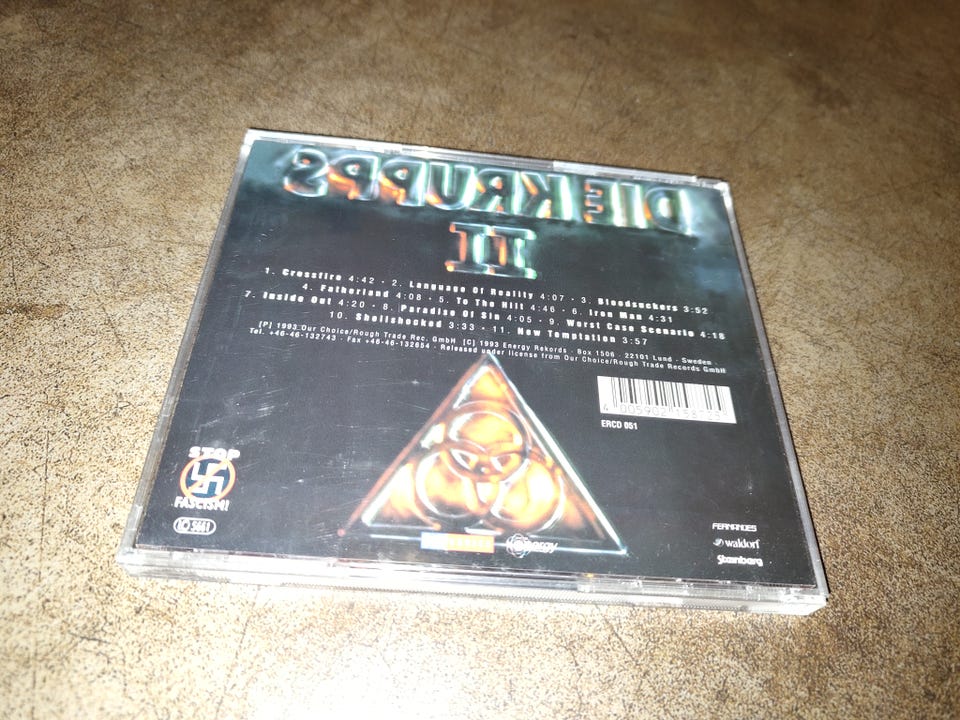 DIE KRUPPS
II
1. Crossfire 4:42 · 2. Language Of Reality 4:07 · 3. Bloodsuckers 3:52
4. Fatherland 4:08 · 5. To The Hilt 4:46 · 6. Iron Man 4:31
7. Inside Out 4:20 · 8. Paradise Of Sin 4:05 · 9. Worst Case Scenario 4:18
10. Shellshocked 3:33 · 11. New Temptation 3:57
[P] 1993 Our Choice/Rough Trade Rec. GmbH [C] 1993 Energy Rekords · Box 1506 · 22101 Lund · Sweden
Tel. +46-46-132743 · Fax +46-46-132654 · Released under license from Our Choice/Rough Trade Records GmbH
ERCD 051
STOP
FASCISM!
LC 5661
energy
FERNANDES
waldorf
Steinberg